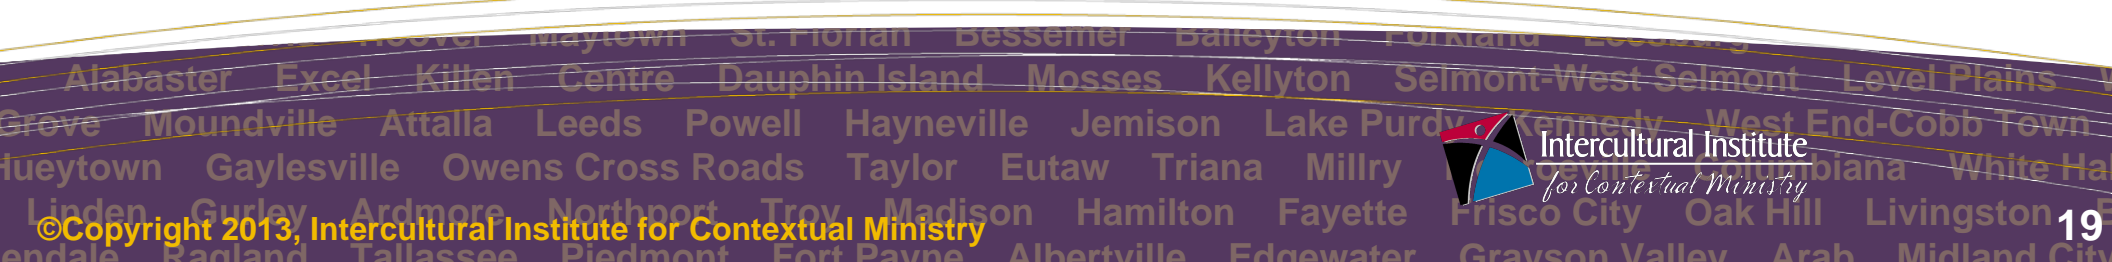 Hoover Maytown St. Florian Bessemer Baileyton Forkland Leesburg
Alabaster Excel Killen Centre Dauphin Island Mosses Kellyton Selmont-West Selmont Level Plains
Grove Moundville Attalla Leeds Powell Hayneville Jemison Lake Purdy Kennedy West End-Cobb Town
Hueytown Gaylesville Owens Cross Roads Taylor Eutaw Triana Millry Columbiana White Hal
Intercultural Institute
for Contextual Ministry
Linden Gurley Ardmore Northport Troy Madison Hamilton Fayette Frisco City Oak Hill Livingston
©Copyright 2013, Intercultural Institute for Contextual Ministry
19
endale Ragland Tallassee Piedmont Fort Payne Albertville Edgewater Grayson Valley Arab Midland City